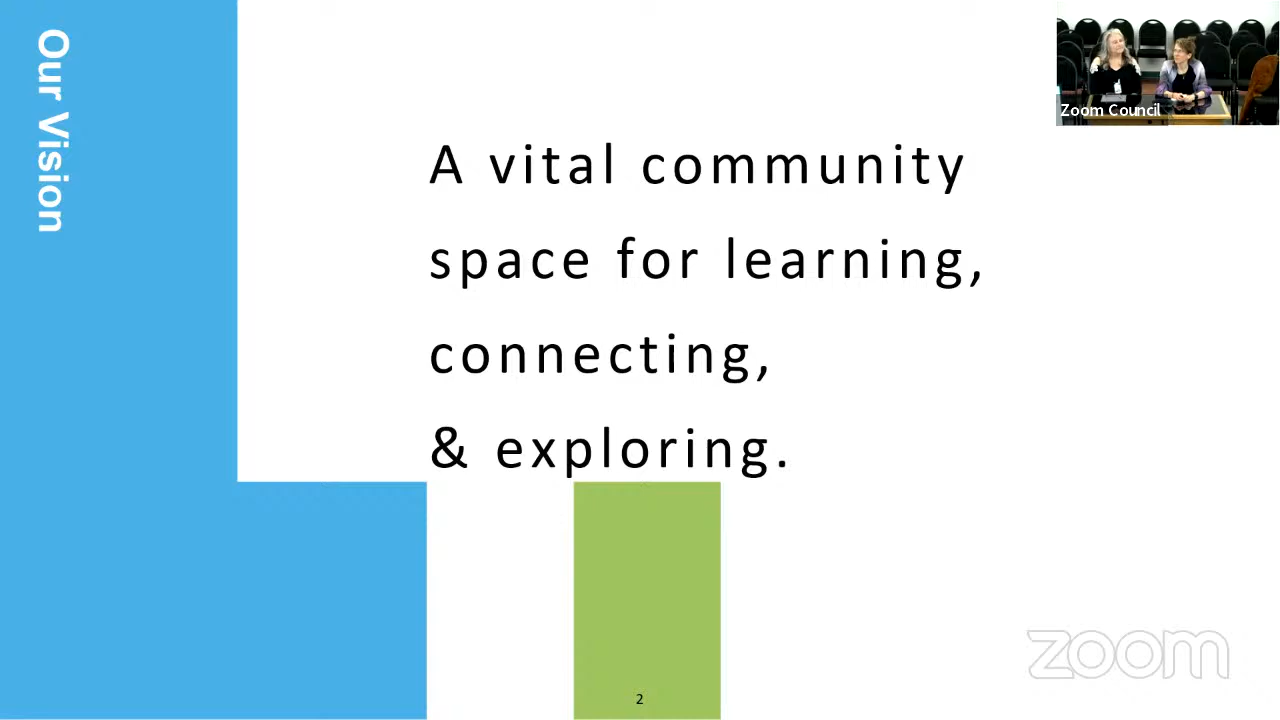 Our Vision
Zoom Council
A vital community
space for learning,
connecting,
& exploring.
zoom
2